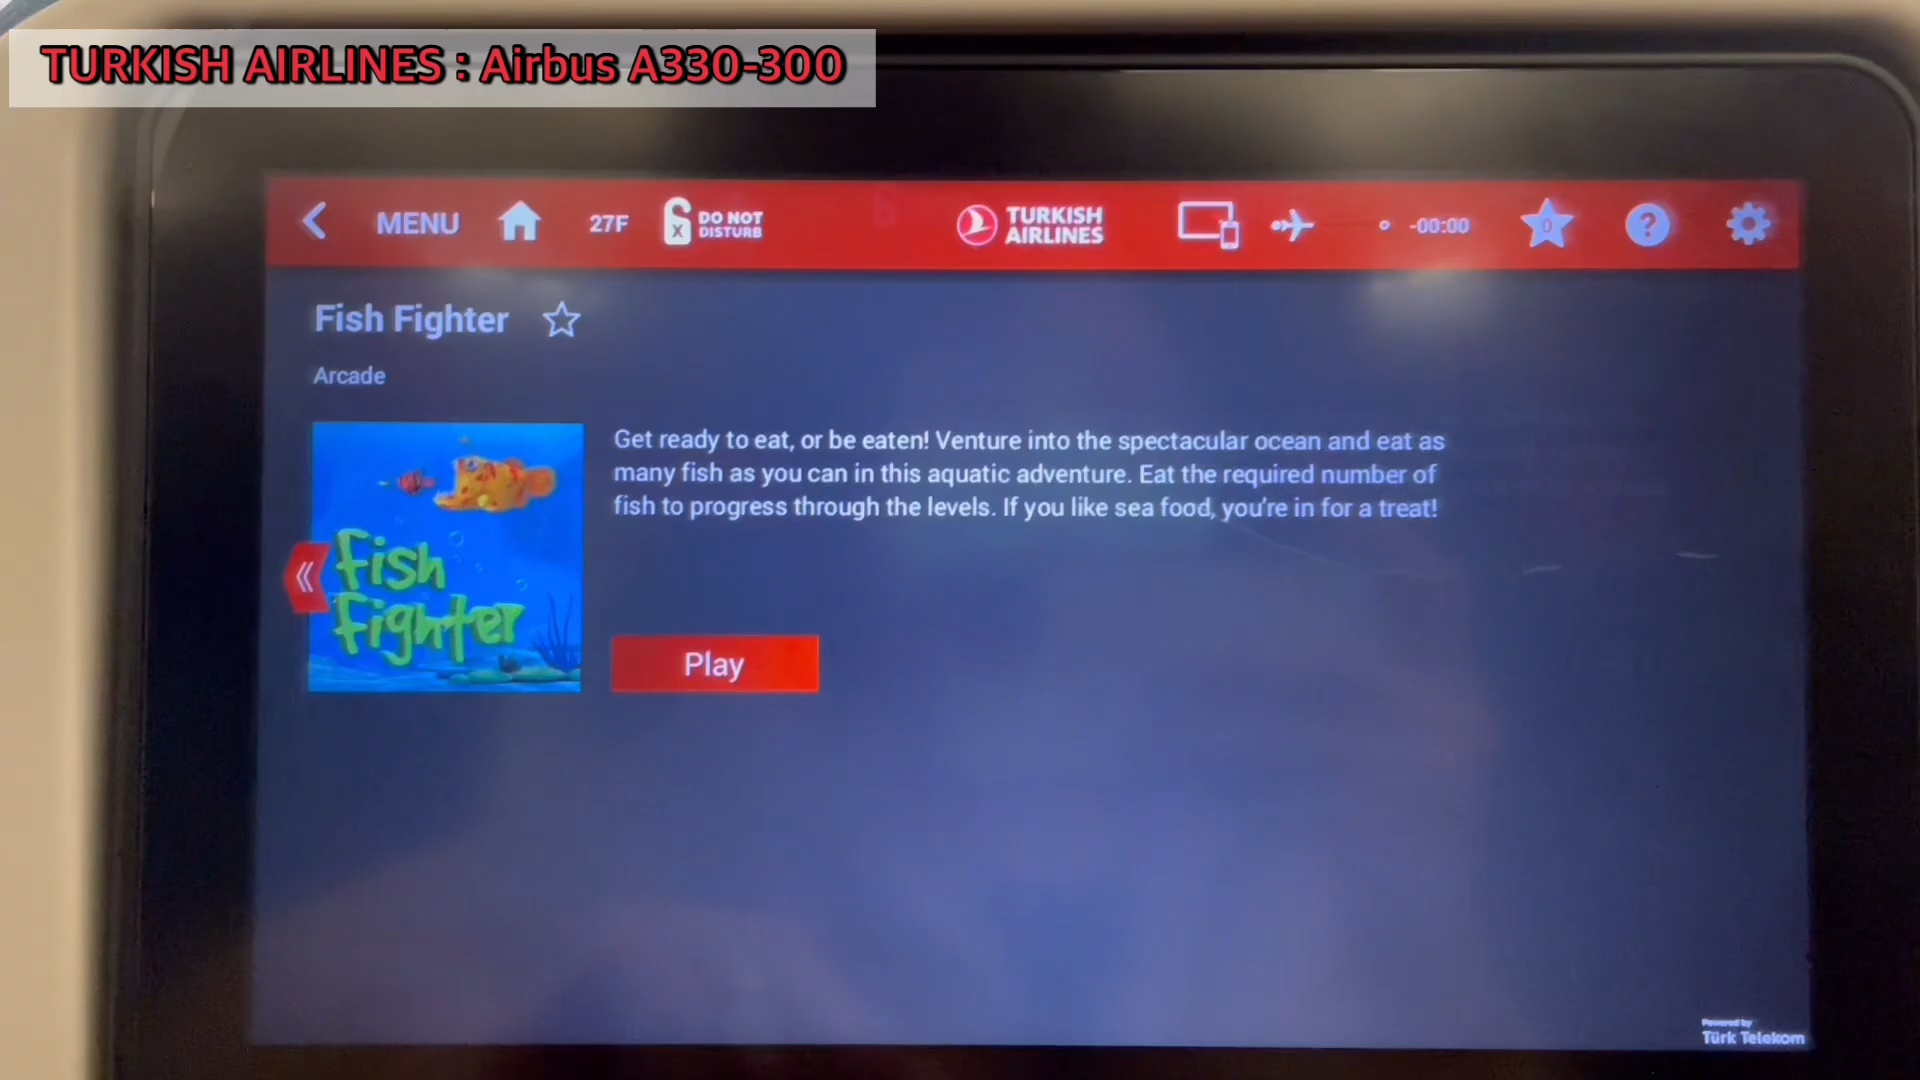 TURKISH AIRLINES : Airbus A330-300
MENU
27F
X
DO NOT
DISTURB
TURKISH
AIRLINES
-00:00
0
?
Fish Fighter
Arcade
Get ready to eat, or be eaten! Venture into the spectacular ocean and eat as
many fish as you can in this aquatic adventure. Eat the required number of
fish to progress through the levels. If you like sea food, you're in for a treat!
Fish
Fighter
Play
Powered by
Türk Telekom